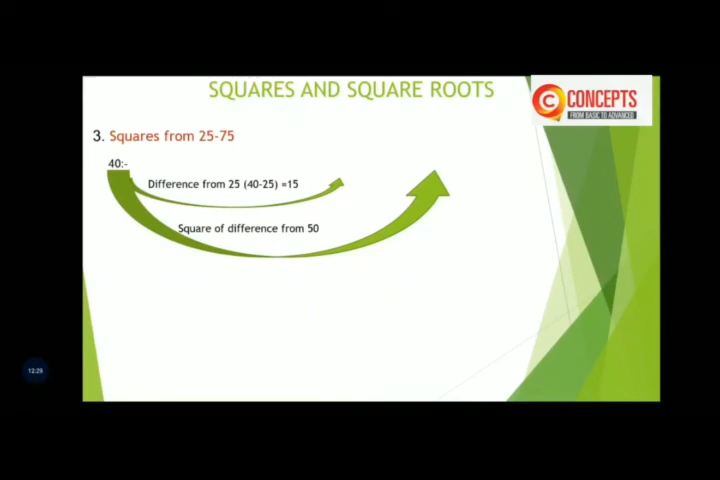 SQUARES AND SQUARE ROOTS
C CONCEPTS
FROM BASIC TO ADVANCED
3. Squares from 25-75
40:-
Difference from 25 (40-25) =15
Square of difference from 50
12:29